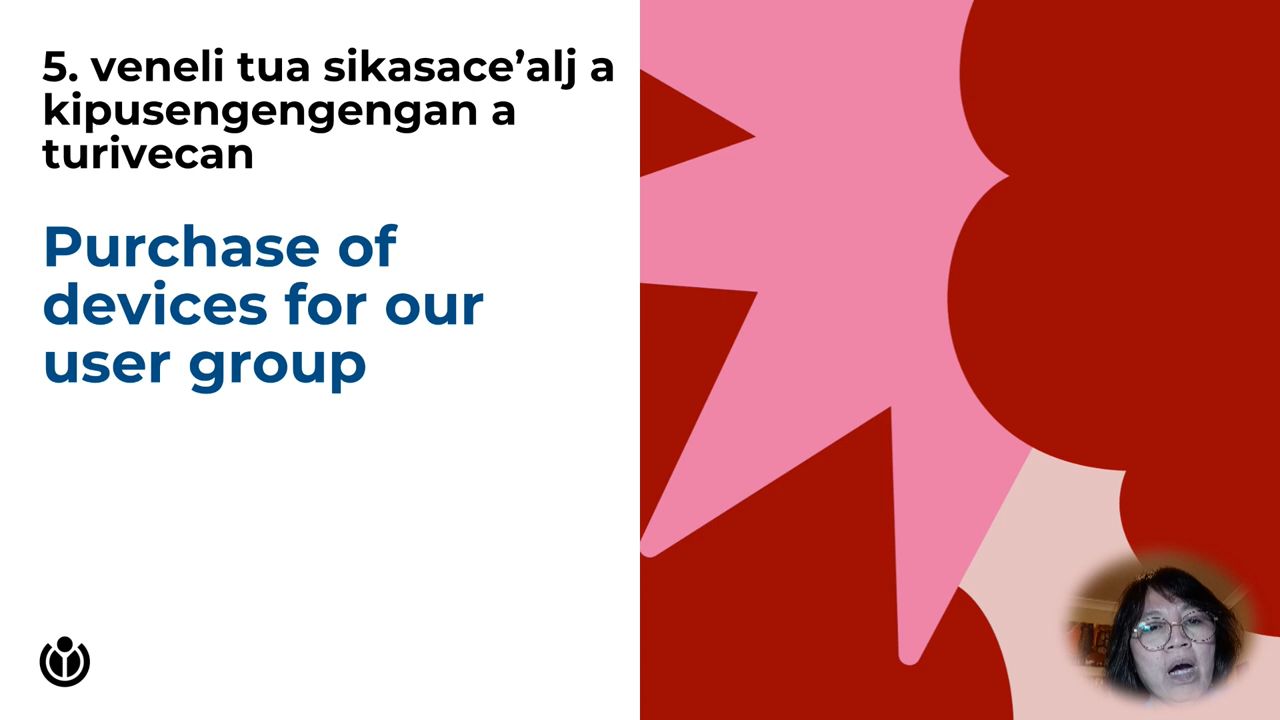 5. veneli tua sikasace’alj a
kipusengengengan a
turivecan
Purchase of
devices for our
user group